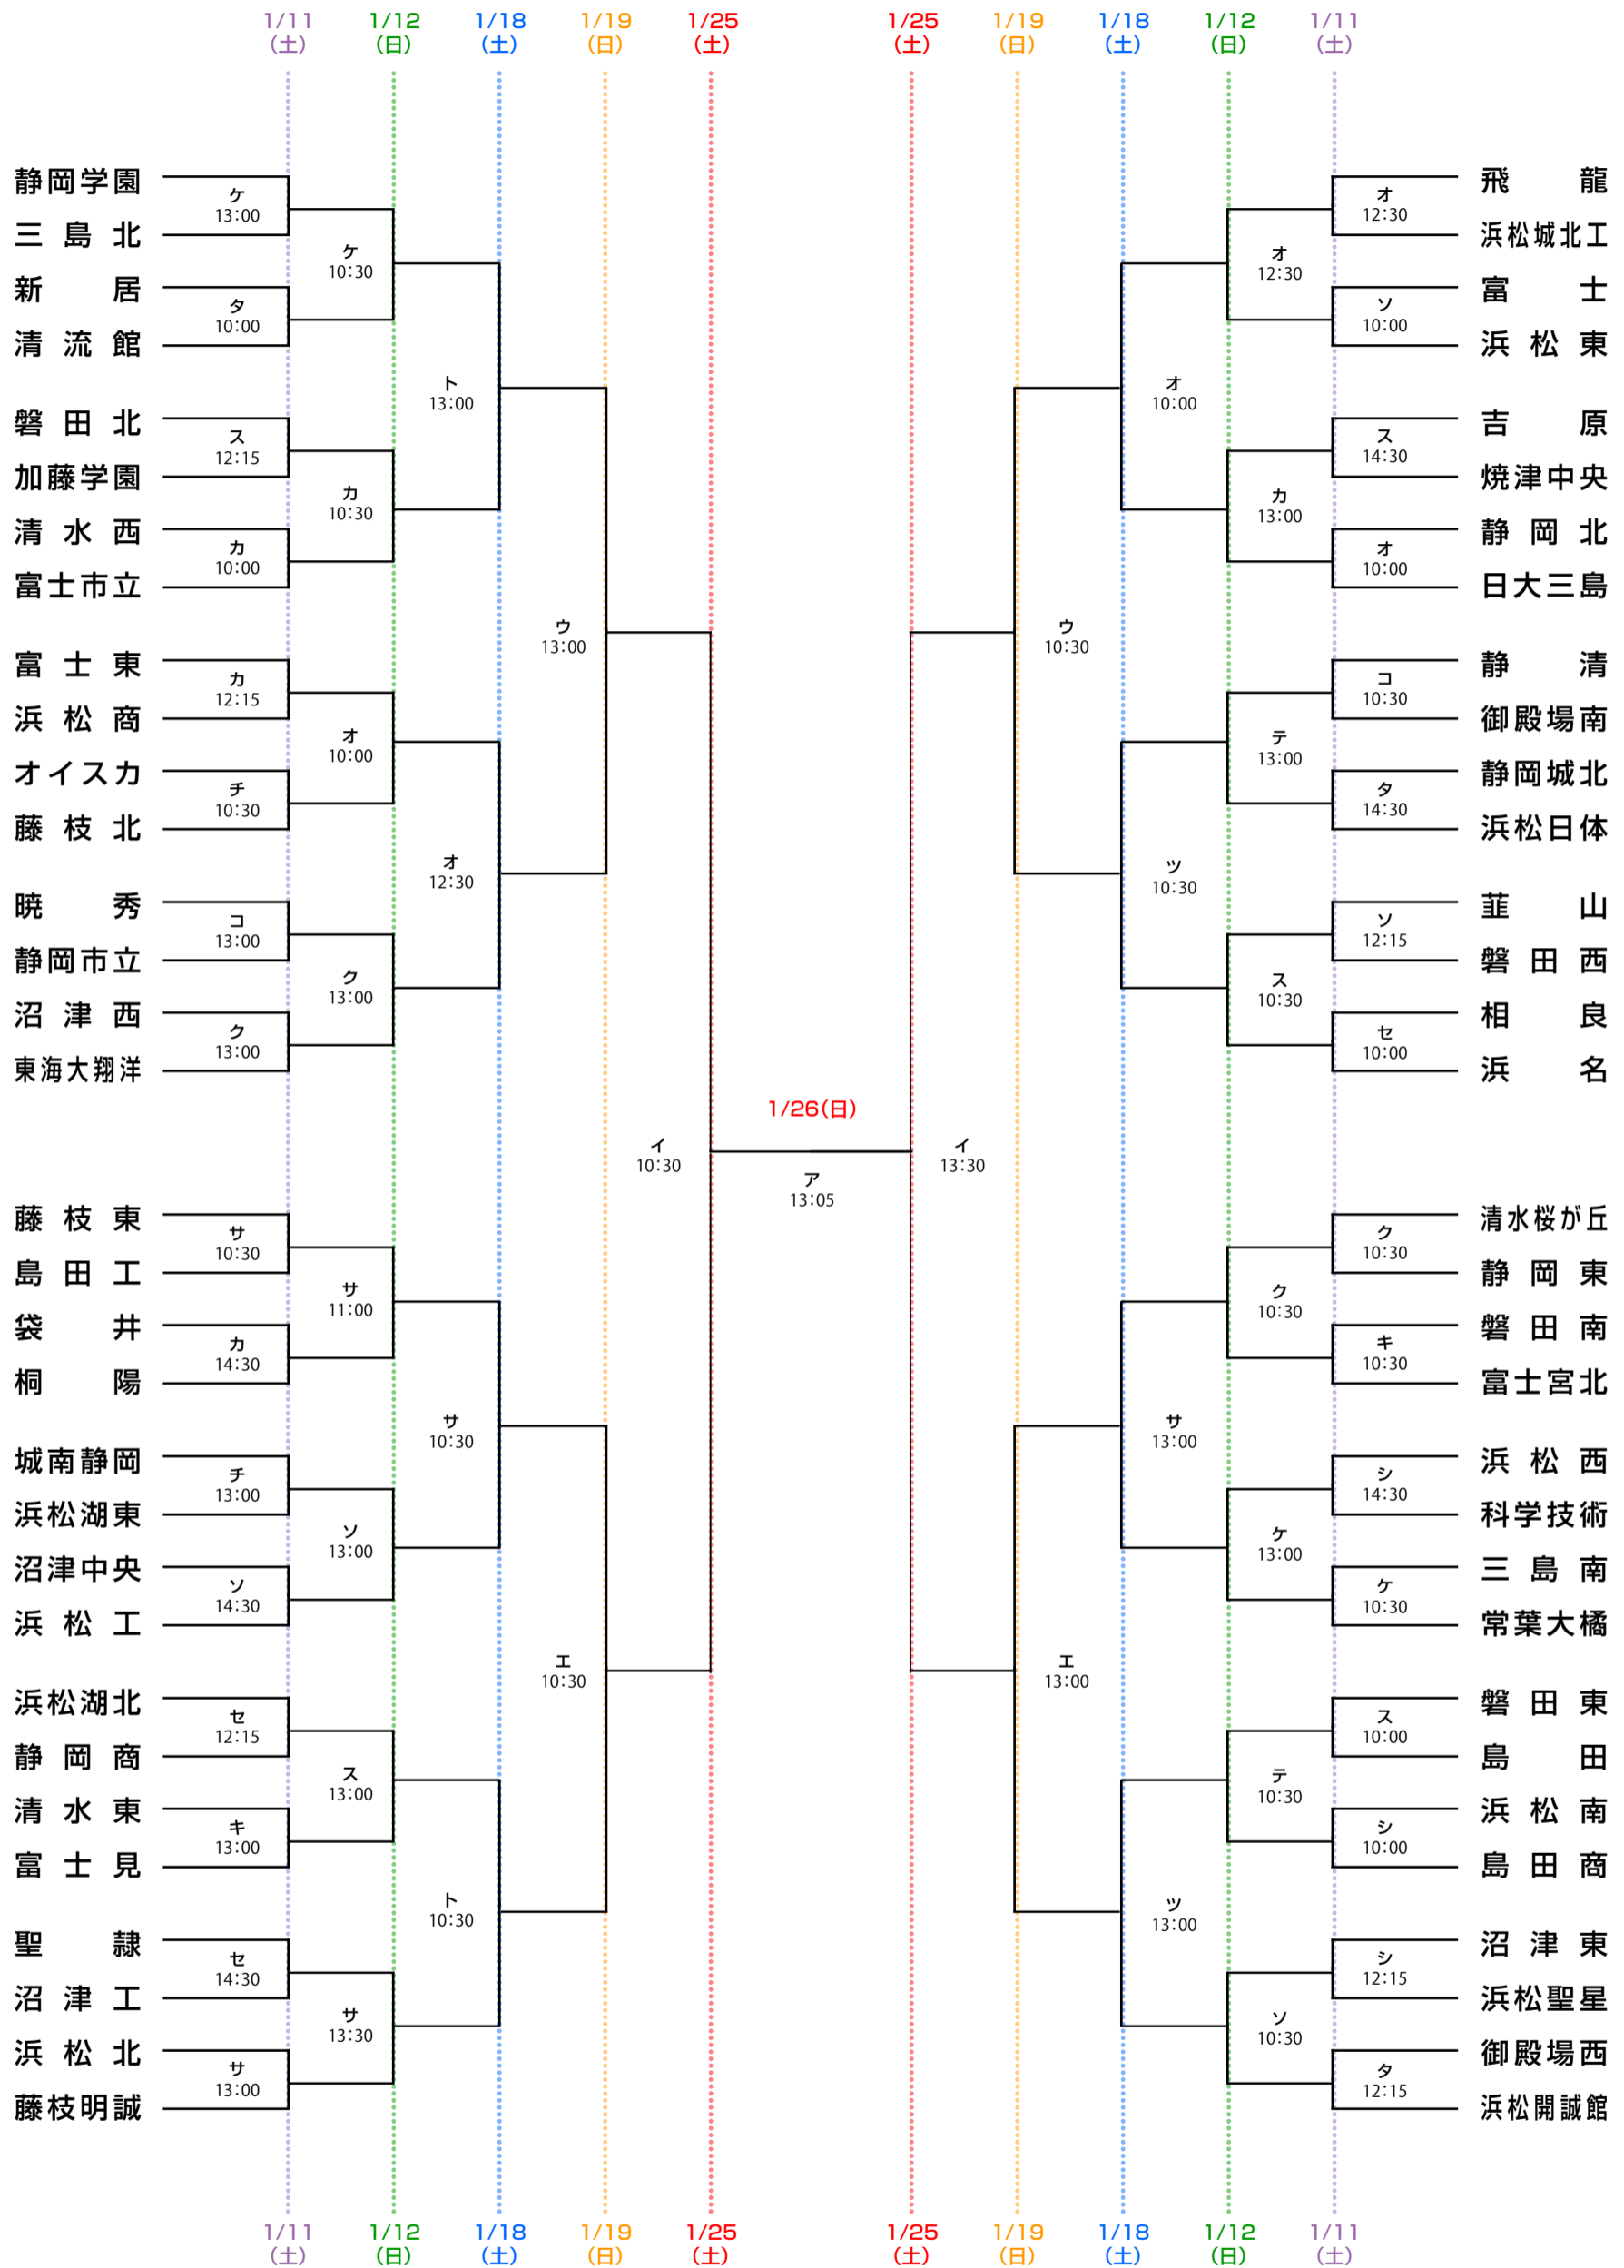 1/11 1/12 1/18 1/19 1/25 1/25 1/19 1/18 1/12 1/11
(土) (日) (土) (日) (土) (土) (日) (土) (日) (土)
静岡学園
ケ
13:00
三島北
ケ
10:30
新居
タ
10:00
清流館
ト
13:00
磐田北
ス
12:15
加藤学園
カ
10:30
清水西
カ
10:00
富士市立
ウ
13:00
富士東
カ
12:15
浜松商
オ
10:00
オイスカ
チ
10:30
藤枝北
オ
12:30
暁秀
コ
13:00
静岡市立
ク
13:00
沼津西
ク
13:00
東海大翔洋
イ
10:30
藤枝東
サ
10:30
島田工
サ
11:00
袋井
カ
14:30
桐陽
サ
10:30
城南静岡
チ
13:00
浜松湖東
ソ
13:00
沼津中央
ソ
14:30
浜松工
エ
10:30
浜松湖北
セ
12:15
静岡商
ス
13:00
清水東
キ
13:00
富士見
ト
10:30
聖隷
セ
14:30
沼津工
サ
13:30
浜松北
サ
13:00
藤枝明誠
1/26(日)
ア
13:05
飛龍
オ
12:30
浜松城北工
オ
12:30
富士
ソ
10:00
浜松東
オ
10:00
吉原
ス
14:30
焼津中央
カ
13:00
静岡北
オ
10:00
日大三島
ウ
10:30
静清
コ
10:30
御殿場南
テ
13:00
静岡城北
タ
14:30
浜松日体
ツ
10:30
韮山
ソ
12:15
磐田西
ス
10:30
相良
セ
10:00
浜名
イ
13:30
清水桜が丘
ク
10:30
静岡東
ク
10:30
磐田南
キ
10:30
富士宮北
サ
13:00
浜松西
シ
14:30
科学技術
ケ
13:00
三島南
ケ
10:30
常葉大橘
エ
13:00
磐田東
ス
10:00
島田
テ
10:30
浜松南
シ
10:00
島田商
ツ
13:00
沼津東
シ
12:15
浜松聖星
ソ
10:30
御殿場西
タ
12:15
浜松開誠館
1/11 1/12 1/18 1/19 1/25 1/25 1/19 1/18 1/12 1/11
(土) (日) (土) (日) (土) (土) (日) (土) (日) (土)